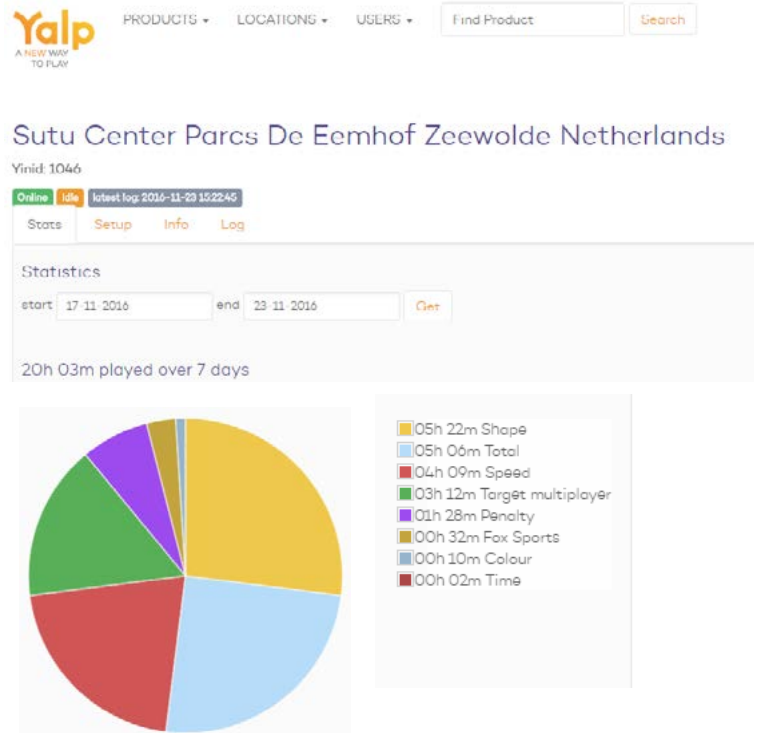 Yalp
A NEW WAY
TO PLAY
PRODUCTS LOCATIONS USERS Find Product Search
Sutu Center Parcs De Eemhof Zeewolde Netherlands
Yinid: 1046
Online Idle latest log: 2016-11-23 15:22:45
Stats Setup Info Log
Statistics
start 17-11-2016 end 23-11-2016 Get
20h 03m played over 7 days
05h 22m Shape
05h 06m Total
04h 09m Speed
03h 12m Target multiplayer
01h 28m Penalty
00h 32m Fox Sports
00h 10m Colour
00h 02m Time